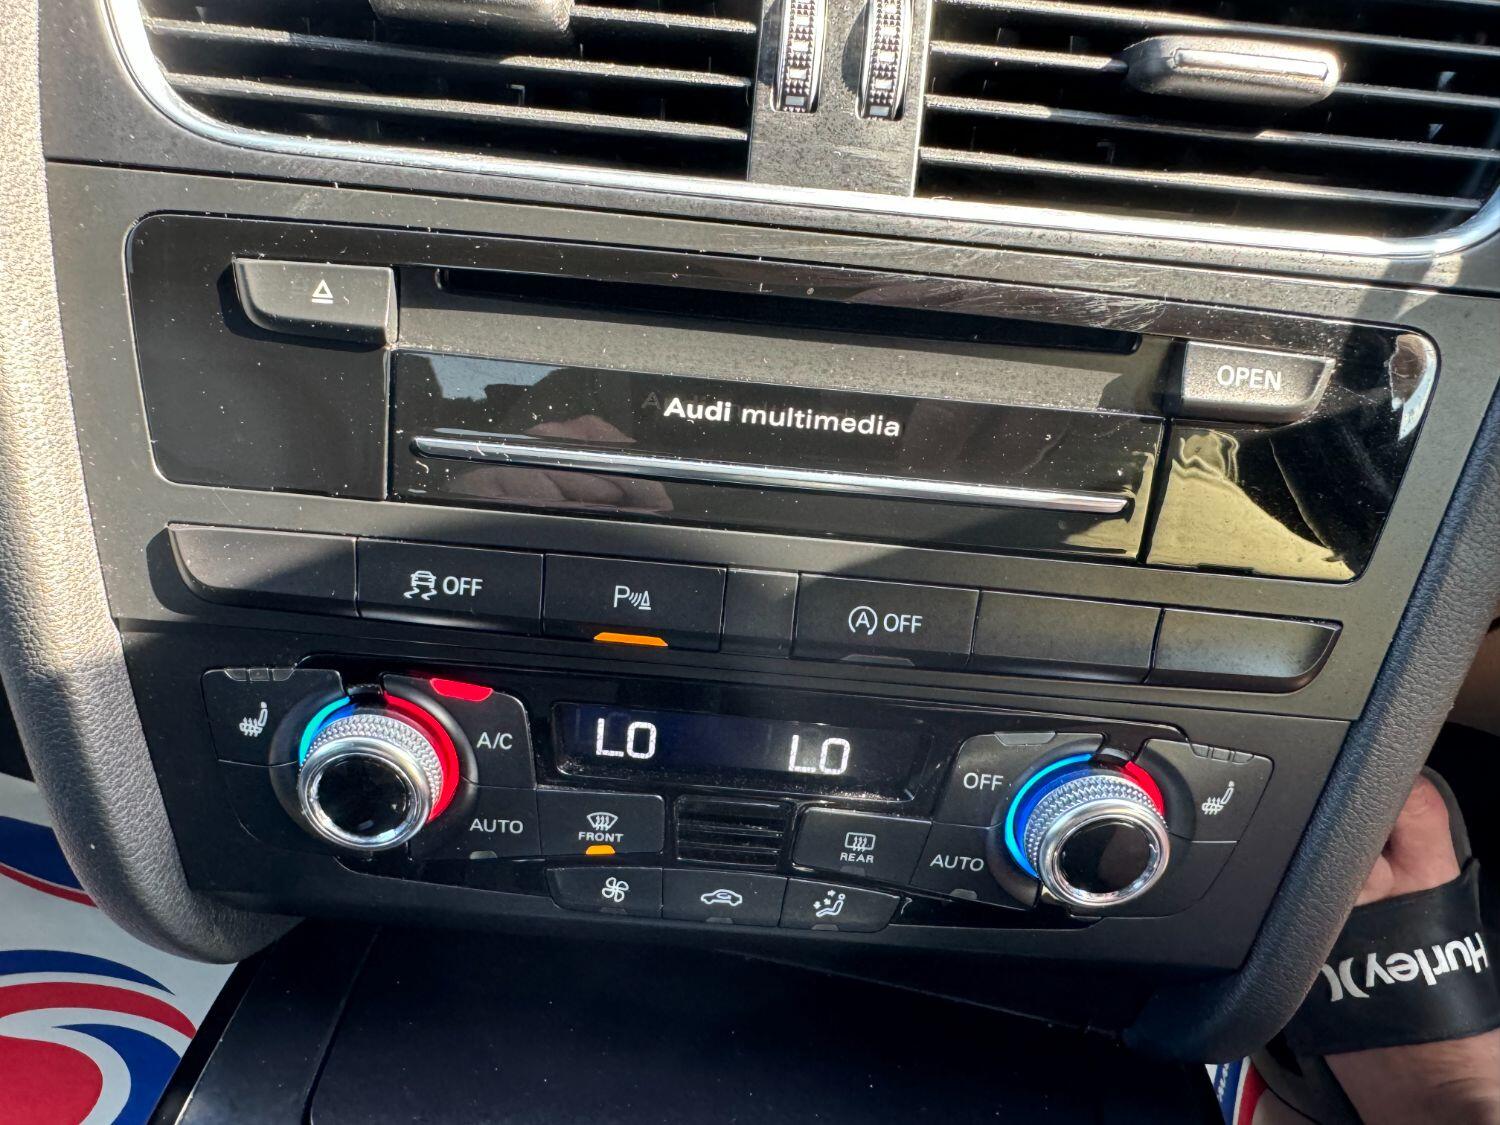 OPEN
Audi multimedia
OFF
P
A OFF
LO
LO
A/C
OFF
AUTO
FRONT
REAR
AUTO
Hurley